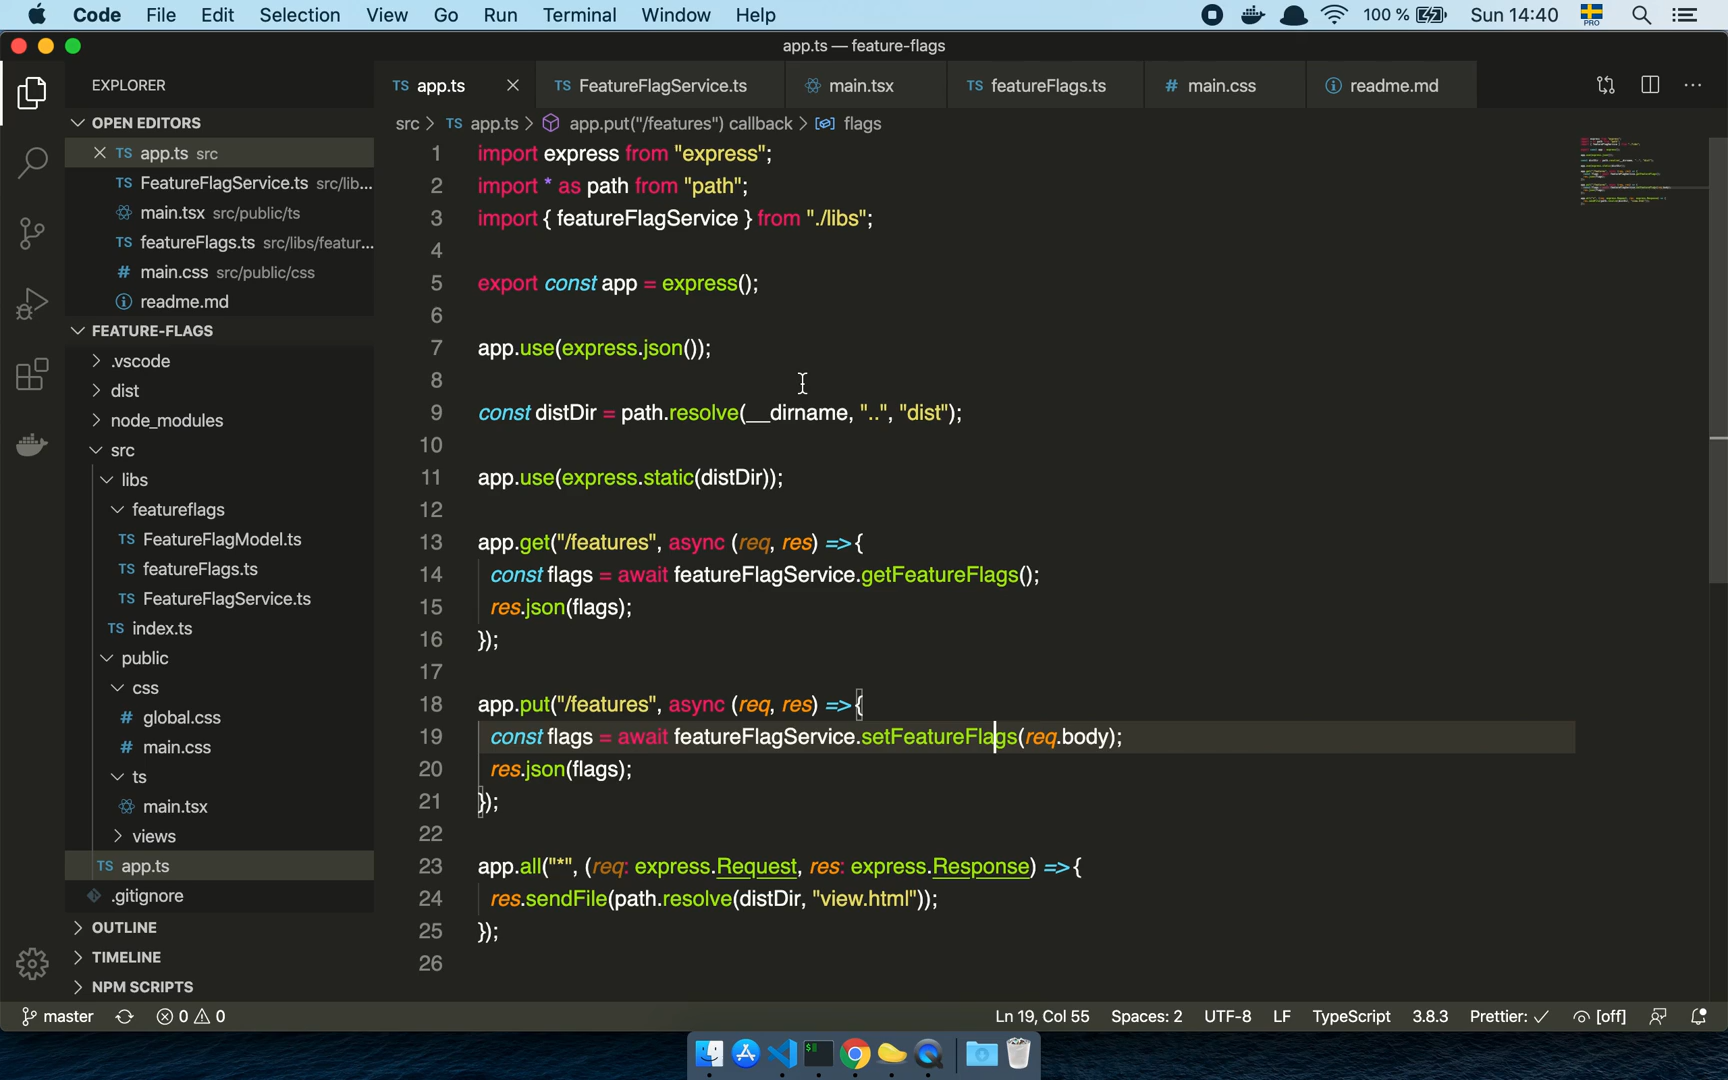 Code File Edit Selection View Go Run Terminal Window Help 100 % Sun 14:40 PRO
app.ts — feature-flags
EXPLORER
OPEN EDITORS
TS app.ts src
TS FeatureFlagService.ts src/lib...
main.tsx src/public/ts
TS featureFlags.ts src/libs/featur...
# main.css src/public/css
readme.md
FEATURE-FLAGS
.vscode
dist
node_modules
src
libs
featureflags
TS FeatureFlagModel.ts
TS featureFlags.ts
TS FeatureFlagService.ts
TS index.ts
public
css
# global.css
# main.css
ts
main.tsx
views
TS app.ts
.gitignore
OUTLINE
TIMELINE
NPM SCRIPTS
TS app.ts TS FeatureFlagService.ts main.tsx TS featureFlags.ts # main.css readme.md
src > TS app.ts > app.put("/features") callback > flags
1 import express from "express";
2 import * as path from "path";
3 import { featureFlagService } from "./libs";
4
5 export const app = express();
6
7 app.use(express.json());
8
9 const distDir = path.resolve(__dirname, "..", "dist");
10
11 app.use(express.static(distDir));
12
13 app.get("/features", async (req, res) => {
14 const flags = await featureFlagService.getFeatureFlags();
15 res.json(flags);
16 });
17
18 app.put("/features", async (req, res) => {
19 const flags = await featureFlagService.setFeatureFlags(req.body);
20 res.json(flags);
21 });
22
23 app.all("*", (req: express.Request, res: express.Response) => {
24 res.sendFile(path.resolve(distDir, "view.html"));
25 });
26
master 0 0 Ln 19, Col 55 Spaces: 2 UTF-8 LF TypeScript 3.8.3 Prettier: ✓ [off]